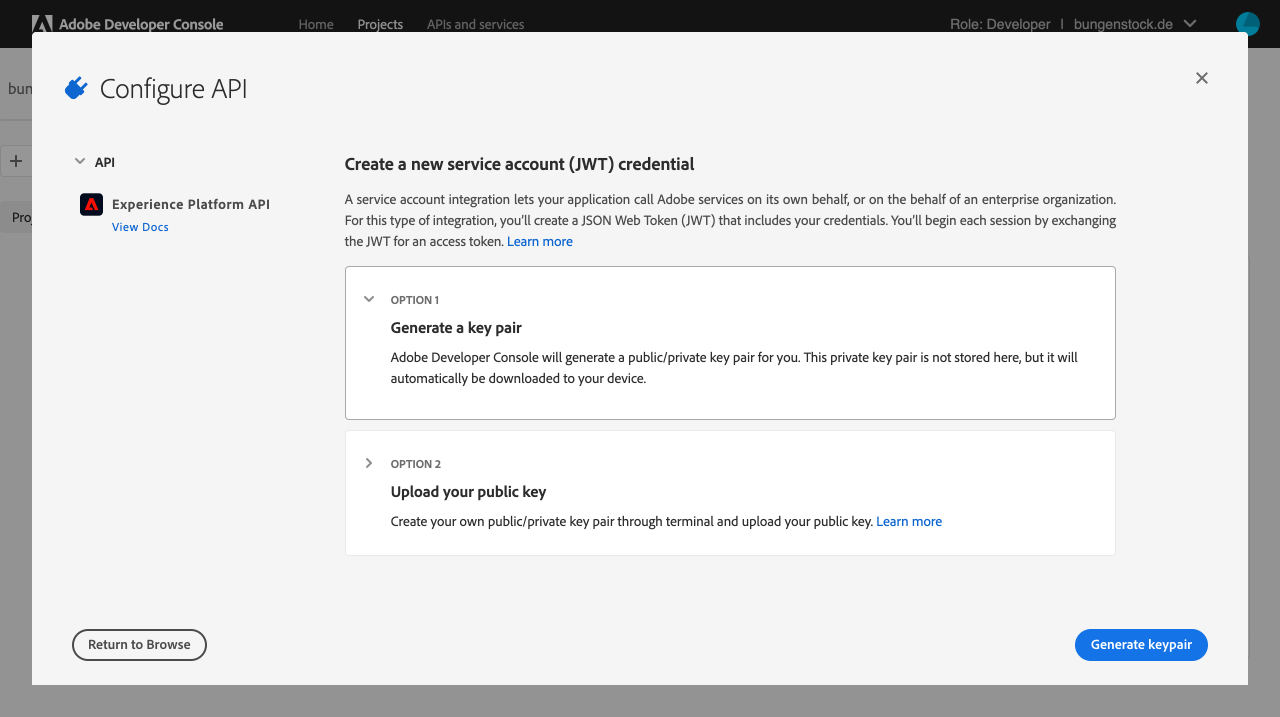 Adobe Developer Console Home Projects APIs and services Role: Developer | bungenstock.de
bun
Configure API
API
Experience Platform API
View Docs
Create a new service account (JWT) credential
A service account integration lets your application call Adobe services on its own behalf, or on the behalf of an enterprise organization.
For this type of integration, you'll create a JSON Web Token (JWT) that includes your credentials. You'll begin each session by exchanging
the JWT for an access token. Learn more
Pro
OPTION 1
Generate a key pair
Adobe Developer Console will generate a public/private key pair for you. This private key pair is not stored here, but it will
automatically be downloaded to your device.
OPTION 2
Upload your public key
Create your own public/private key pair through terminal and upload your public key. Learn more
Return to Browse
Generate keypair